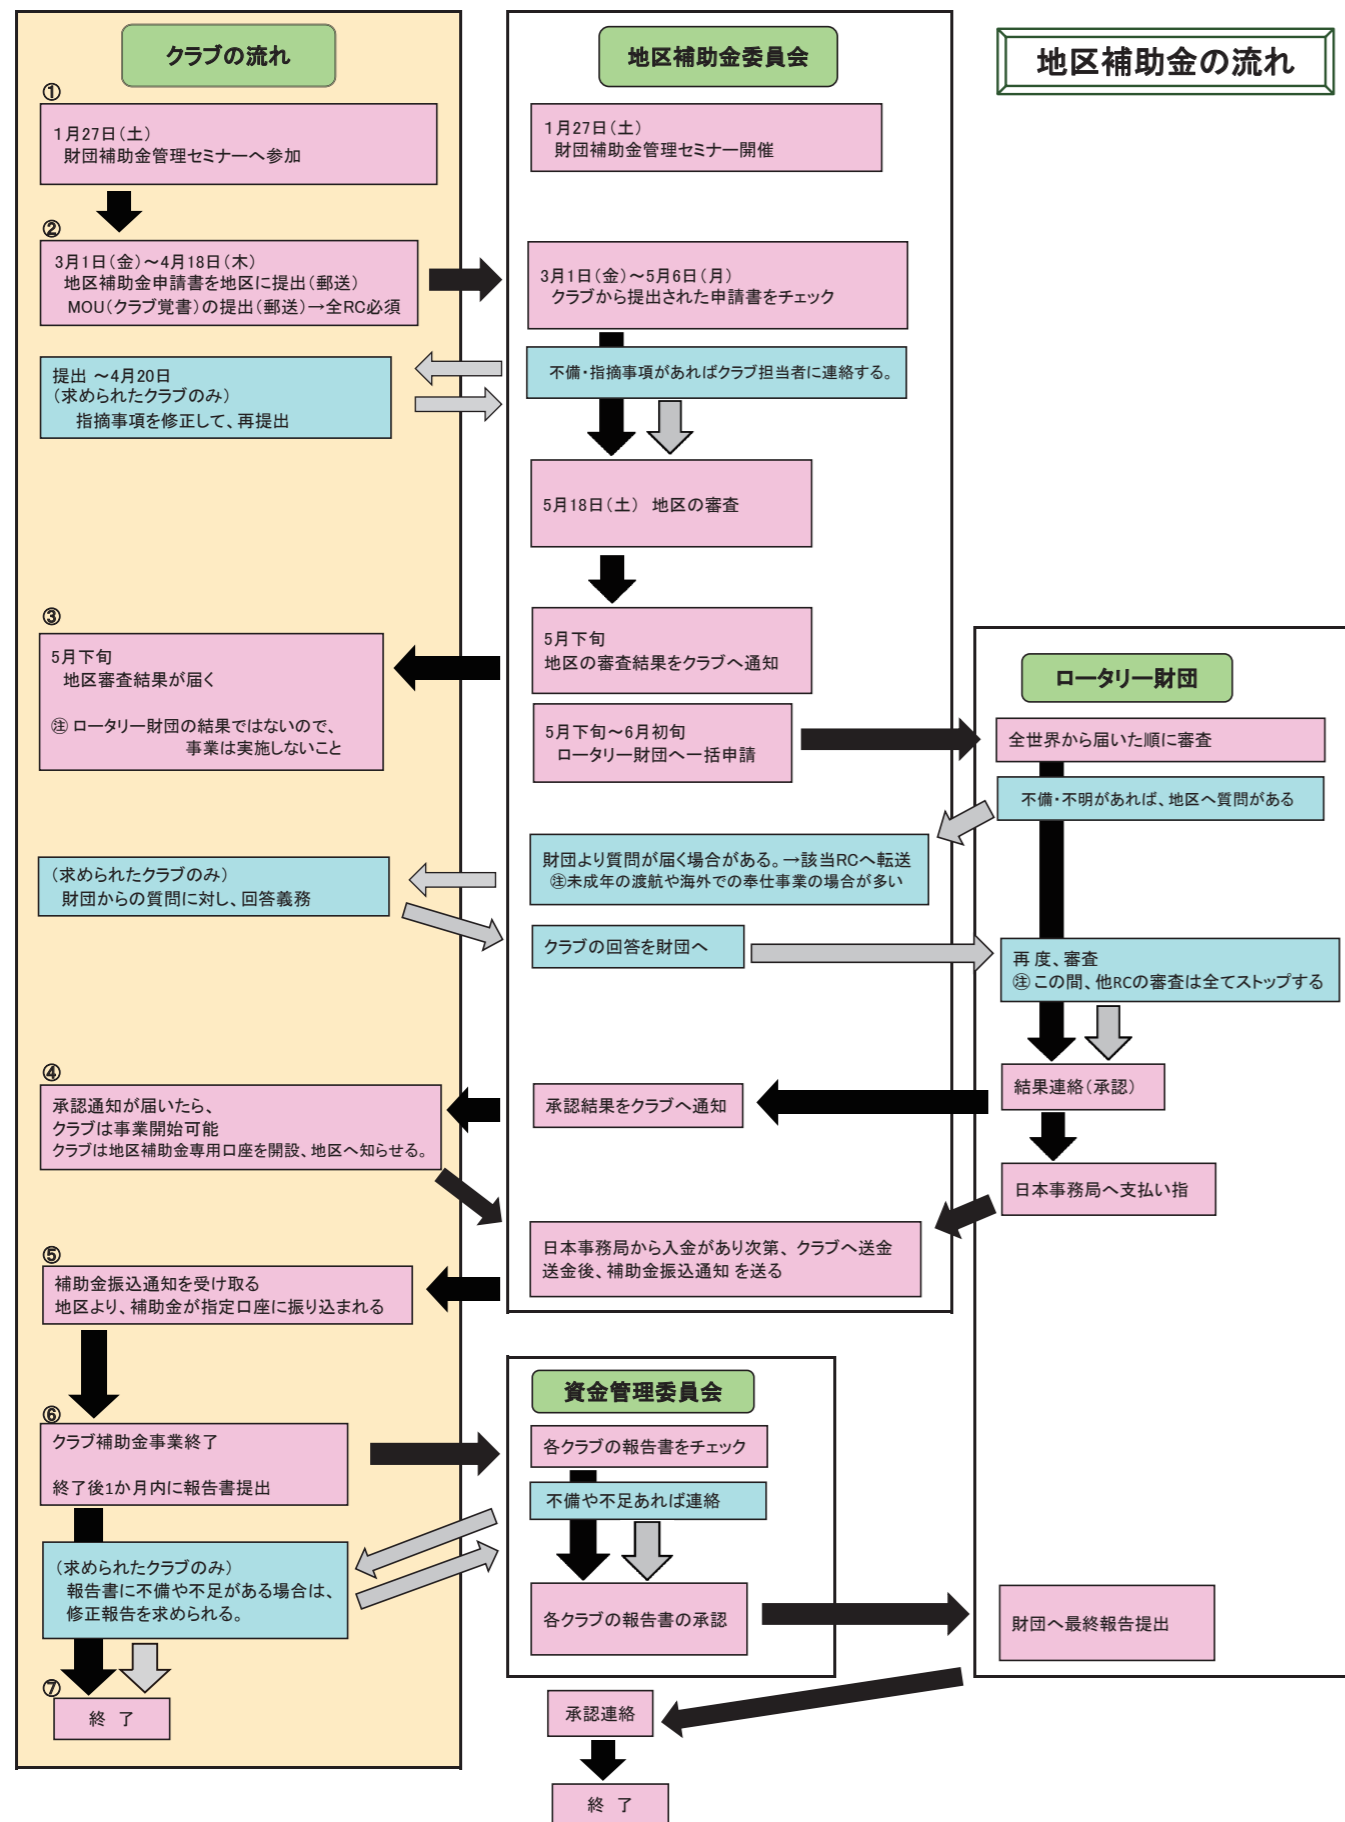 地区補助金の流れ
クラブの流れ
①
1月27日(土)
財団補助金管理セミナーへ参加
②
3月1日(金)～4月18日(木)
地区補助金申請書を地区に提出(郵送)
MOU(クラブ覚書)の提出(郵送)→全RC必須
提出 ～4月20日
(求められたクラブのみ)
指摘事項を修正して、再提出
③
5月下旬
地区審査結果が届く
㊟ ロータリー財団の結果ではないので、
事業は実施しないこと
(求められたクラブのみ)
財団からの質問に対し、回答義務
④
承認通知が届いたら、
クラブは事業開始可能
クラブは地区補助金専用口座を開設、地区へ知らせる。
⑤
補助金振込通知を受け取る
地区より、補助金が指定口座に振り込まれる
⑥
クラブ補助金事業終了
終了後1か月内に報告書提出
(求められたクラブのみ)
報告書に不備や不足がある場合は、
修正報告を求められる。
⑦
終 了
地区補助金委員会
1月27日(土)
財団補助金管理セミナー開催
3月1日(金)～5月6日(月)
クラブから提出された申請書をチェック
不備・指摘事項があればクラブ担当者に連絡する。
5月18日(土) 地区の審査
5月下旬
地区の審査結果をクラブへ通知
5月下旬～6月初旬
ロータリー財団へ一括申請
財団より質問が届く場合がある。→該当RCへ転送
㊟未成年の渡航や海外での奉仕事業の場合が多い
クラブの回答を財団へ
承認結果をクラブへ通知
日本事務局から入金があり次第、クラブへ送金
送金後、補助金振込通知 を送る
資金管理委員会
各クラブの報告書をチェック
不備や不足あれば連絡
各クラブの報告書の承認
承認連絡
終 了
ロータリー財団
全世界から届いた順に審査
不備・不明があれば、地区へ質問がある
再 度、審査
㊟ この間、他RCの審査は全てストップする
結果連絡(承認)
日本事務局へ支払い指
財団へ最終報告提出